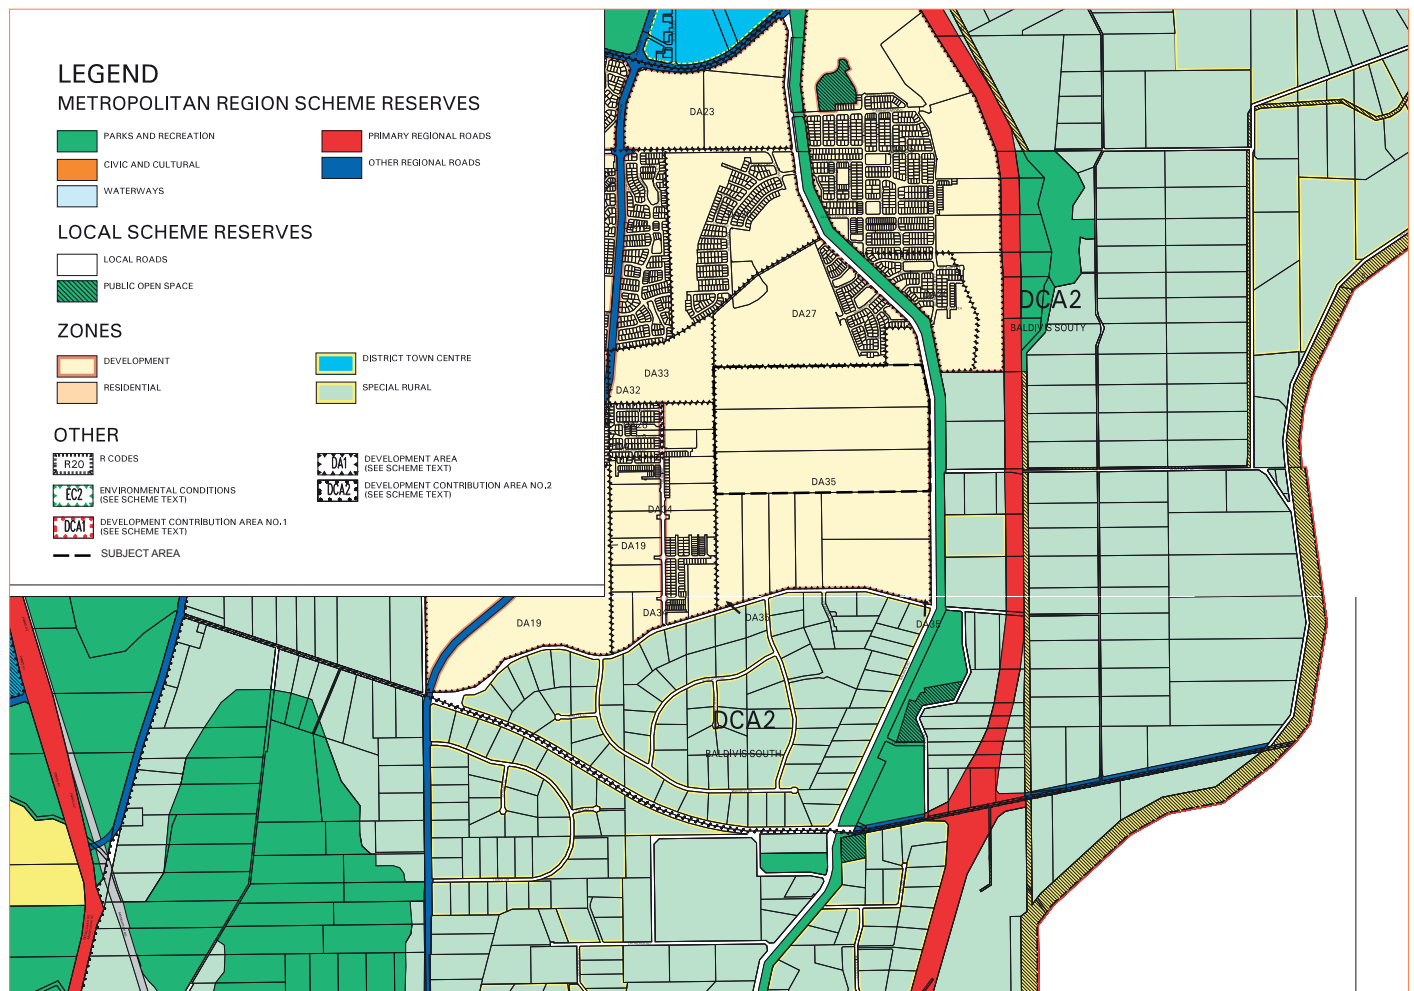 LEGEND
METROPOLITAN REGION SCHEME RESERVES
PARKS AND RECREATION
CIVIC AND CULTURAL
WATERWAYS
PRIMARY REGIONAL ROADS
OTHER REGIONAL ROADS
LOCAL SCHEME RESERVES
LOCAL ROADS
PUBLIC OPEN SPACE
ZONES
DEVELOPMENT
RESIDENTIAL
DISTRICT TOWN CENTRE
SPECIAL RURAL
OTHER
R20
R CODES
EC2
ENVIRONMENTAL CONDITIONS
(SEE SCHEME TEXT)
DCA1
DEVELOPMENT CONTRIBUTION AREA NO.1
(SEE SCHEME TEXT)
SUBJECT AREA
DA1
DEVELOPMENT AREA
(SEE SCHEME TEXT)
DCA2
DEVELOPMENT CONTRIBUTION AREA NO.2
(SEE SCHEME TEXT)
DA23
DCA2
BALDIVIS SOUTY
DA27
DA33
DA32
DA35
DA19
DA19
DA36
DA35
DCA2
BALDIVIS SOUTH